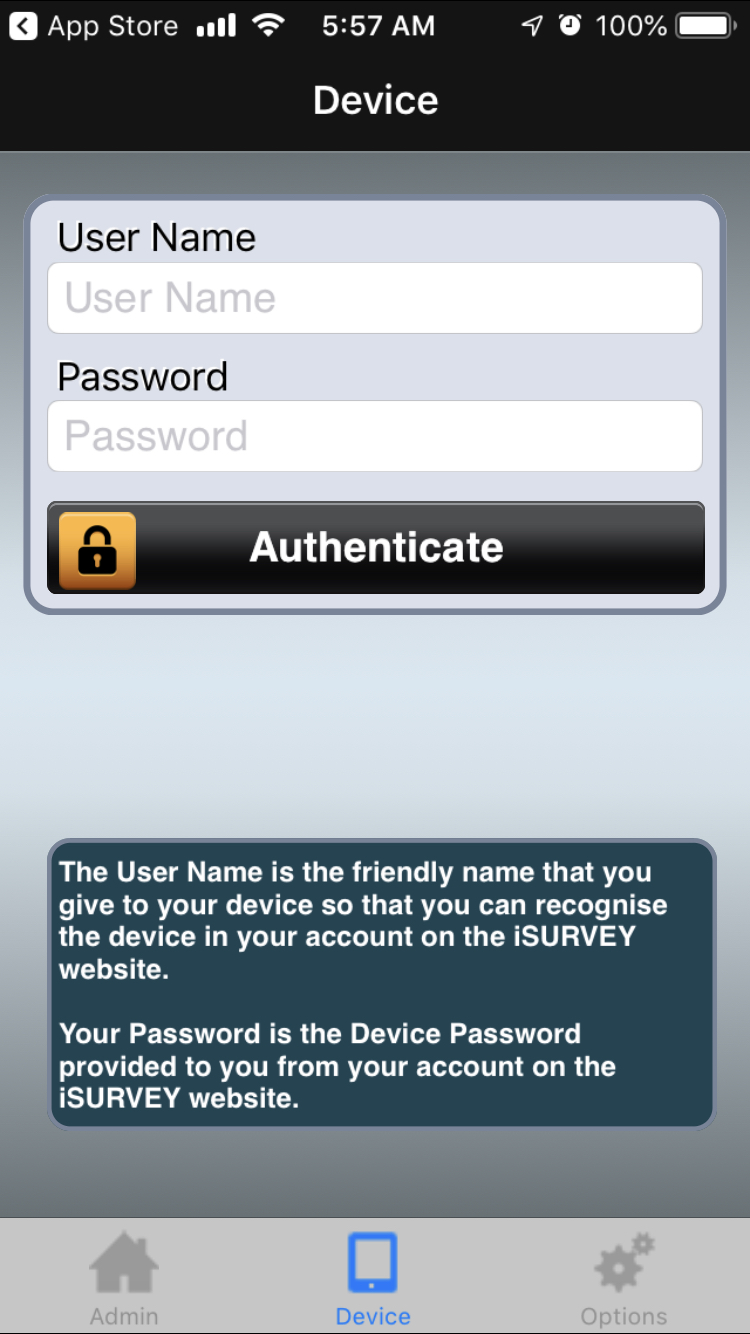 App Store 5:57 AM 100%
Device
User Name
User Name
Password
Password
Authenticate
The User Name is the friendly name that you
give to your device so that you can recognise
the device in your account on the iSURVEY
website.
Your Password is the Device Password
provided to you from your account on the
iSURVEY website.
Admin Device Options